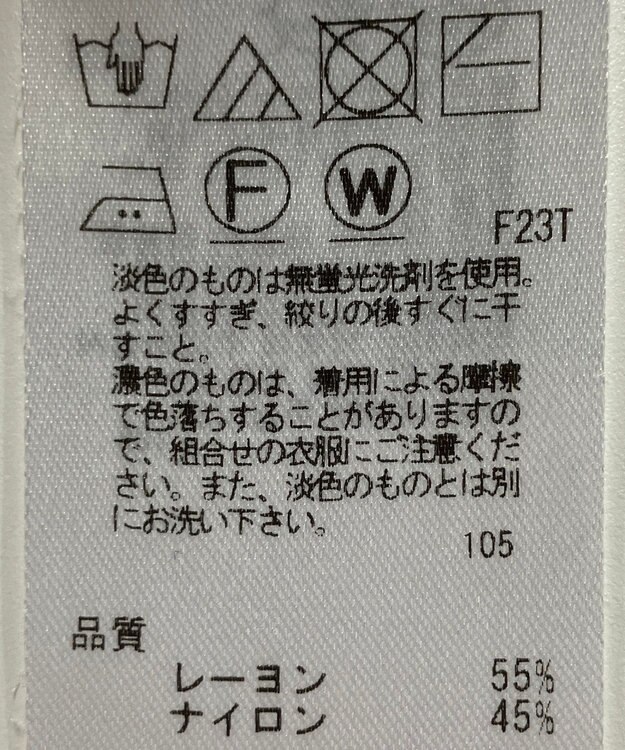 F W
F23T
淡色のものは無蛍光洗剤を使用。
よくすすぎ、絞りの後すぐに干
すこと。
濃色のものは、着用による摩擦
で色落ちすることがありますの
で、組合せの衣服にご注意くだ
さい。また、淡色のものとは別
にお洗い下さい。
105
品質
レーヨン 55%
ナイロン 45%